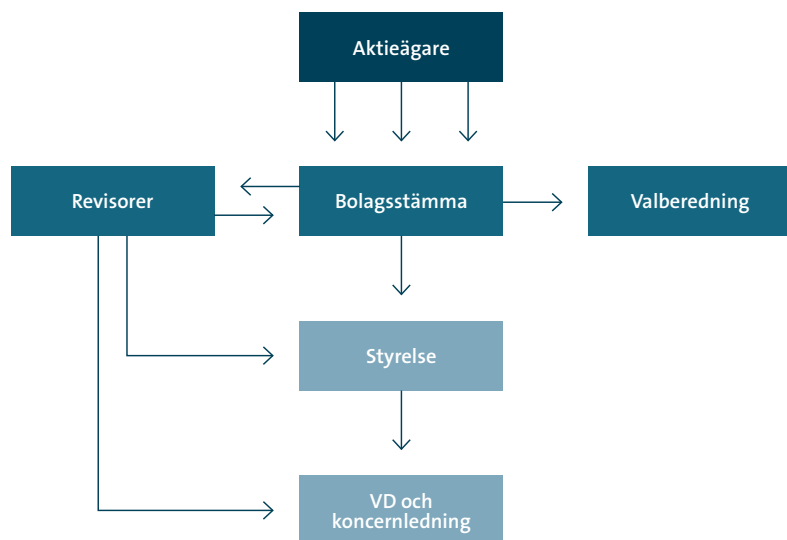 Aktieägare
Revisorer
Bolagsstämma
Valberedning
Styrelse
VD och
koncernledning